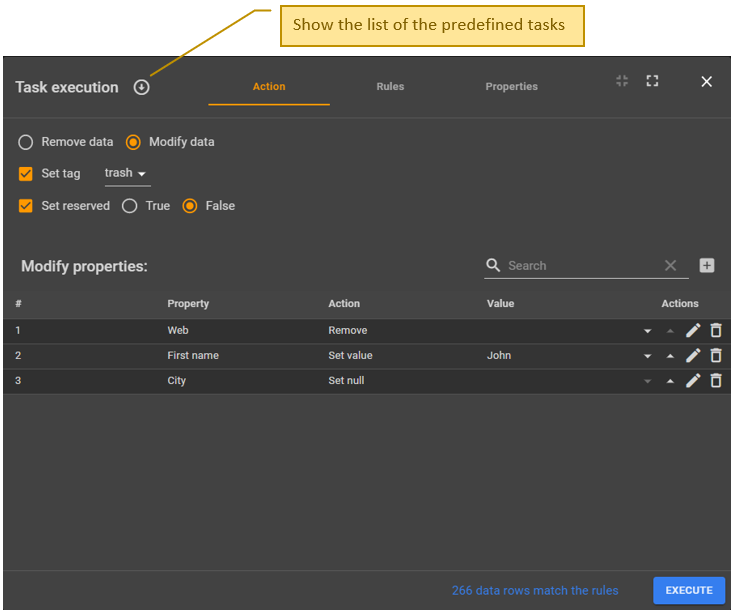 Show the list of the predefined tasks
Task execution Action Rules Properties
Remove data Modify data
Set tag trash
Set reserved True False
Modify properties: Search
# Property Action Value Actions
1 Web Remove
2 First name Set value John
3 City Set null
266 data rows match the rules EXECUTE